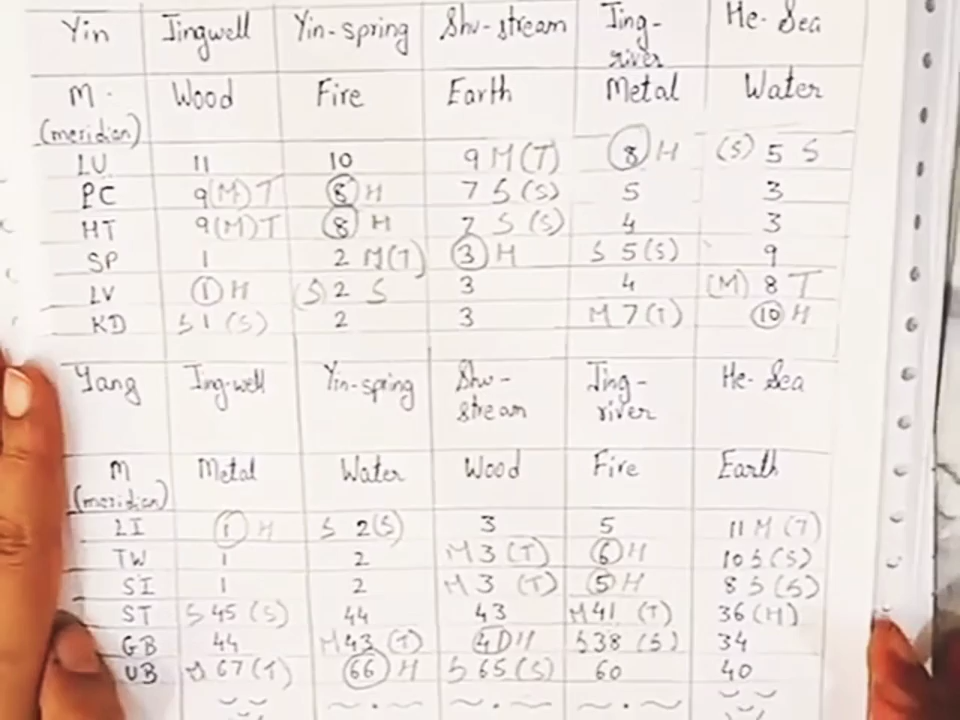 Yin Jingwell Yin-spring Shu-stream Jing-river He-Sea
M. (meridian) Wood Fire Earth Metal Water
LU 11 10 9 M(T) 8 H (S) 5 S
PC 9(M) T 8 H 7 S (S) 5 3
HT 9(M) T 8 H 7 S (S) 4 3
SP 1 2 M(T) 3 H S 5(S) 9
LV 1 H (S) 2 S 3 4 (M) 8 T
KD S 1 (S) 2 3 M 7(T) 10 H
Yang Jing-well Yin-spring Shu-stream Jing-river He-Sea
M (meridian) Metal Water Wood Fire Earth
LI 1 H S 2(S) 3 5 11 M (T)
TW 1 2 M 3 (T) 6 H 10 S(S)
SI 1 2 M 3 (T) 5 H 8 S (S)
ST S 45 (S) 44 43 M41 (T) 36(H)
GB 44 M43 (T) 40 H S38 (S) 34
UB M 67(T) 66 H S 65(S) 60 40